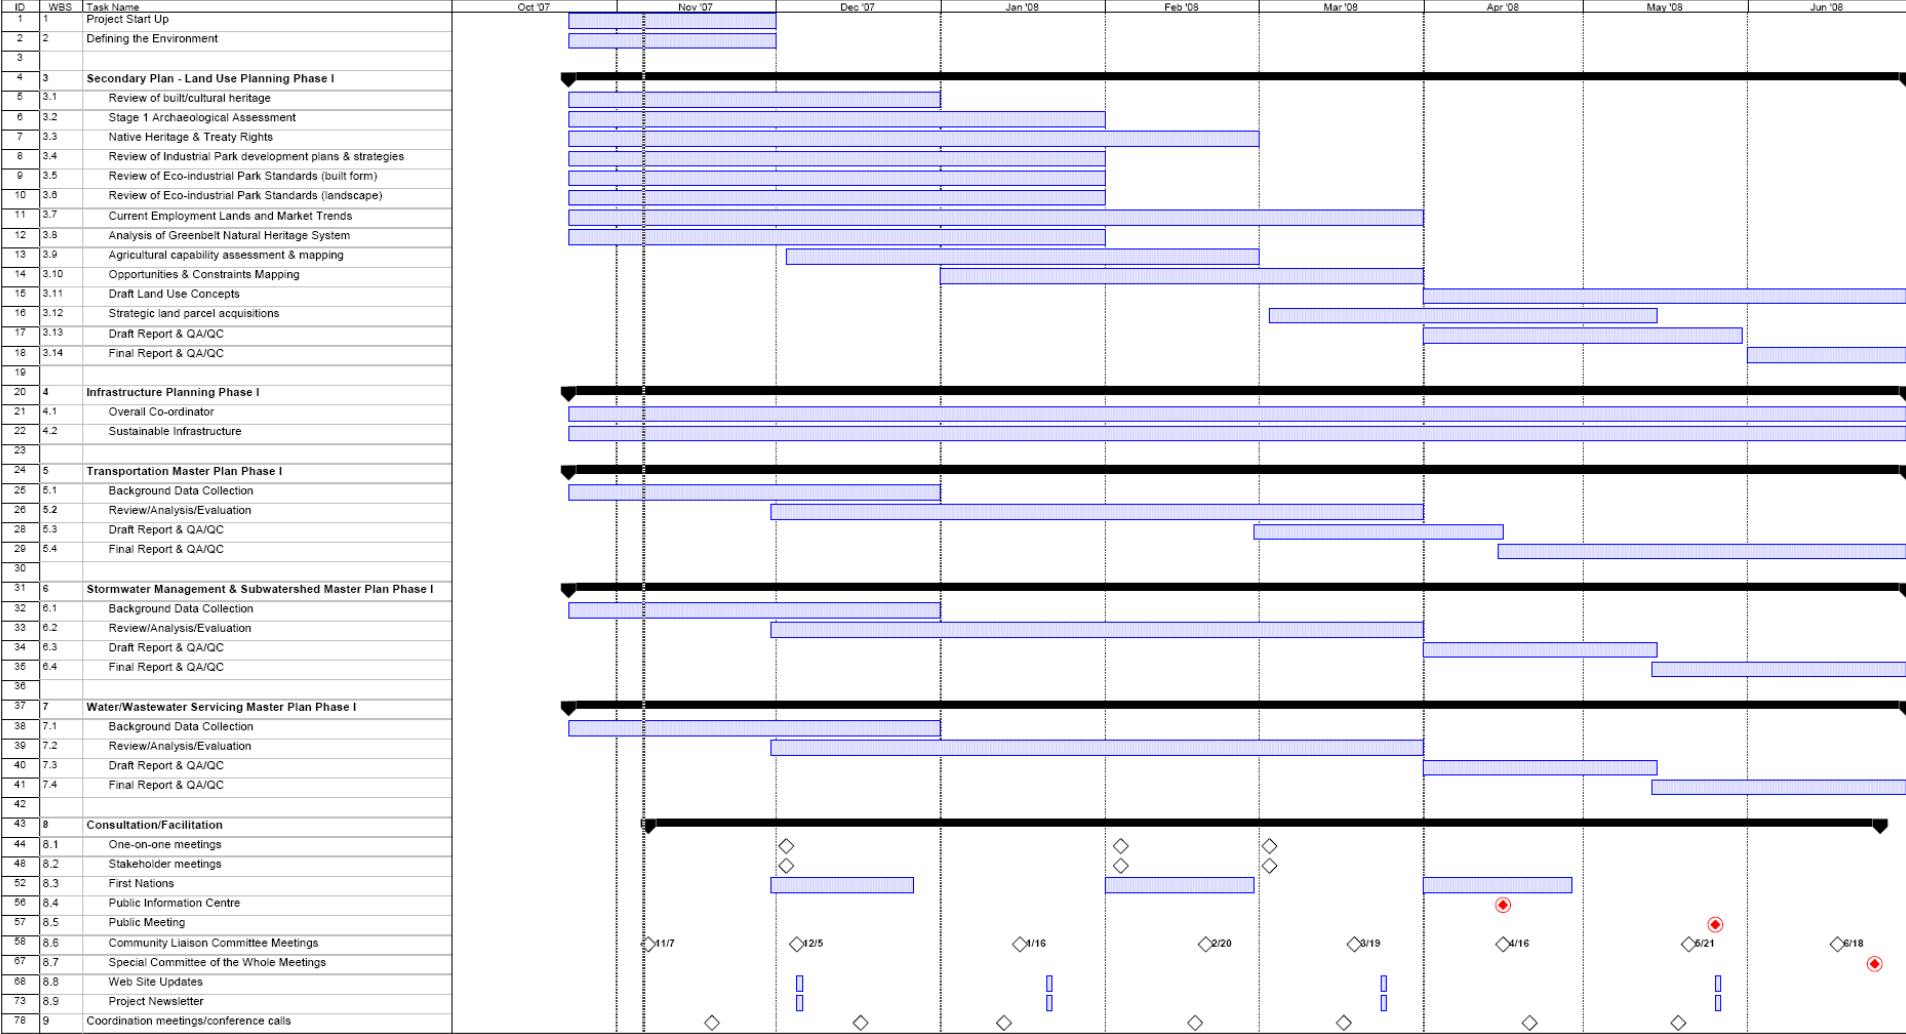 ID WBS Task Name Oct '07 Nov '07 Dec '07 Jan '08 Feb '08 Mar '08 Apr '08 May '08 Jun '08
1 1 Project Start Up
2 2 Defining the Environment
3
4 3 Secondary Plan - Land Use Planning Phase I
5 3.1 Review of built/cultural heritage
6 3.2 Stage 1 Archaeological Assessment
7 3.3 Native Heritage & Treaty Rights
8 3.4 Review of Industrial Park development plans & strategies
9 3.5 Review of Eco-industrial Park Standards (built form)
10 3.6 Review of Eco-industrial Park Standards (landscape)
11 3.7 Current Employment Lands and Market Trends
12 3.8 Analysis of Greenbelt Natural Heritage System
13 3.9 Agricultural capability assessment & mapping
14 3.10 Opportunities & Constraints Mapping
15 3.11 Draft Land Use Concepts
16 3.12 Strategic land parcel acquisitions
17 3.13 Draft Report & QA/QC
18 3.14 Final Report & QA/QC
19
20 4 Infrastructure Planning Phase I
21 4.1 Overall Co-ordinator
22 4.2 Sustainable Infrastructure
23
24 5 Transportation Master Plan Phase I
25 5.1 Background Data Collection
26 5.2 Review/Analysis/Evaluation
28 5.3 Draft Report & QA/QC
29 5.4 Final Report & QA/QC
30
31 6 Stormwater Management & Subwatershed Master Plan Phase I
32 6.1 Background Data Collection
33 6.2 Review/Analysis/Evaluation
34 6.3 Draft Report & QA/QC
35 6.4 Final Report & QA/QC
36
37 7 Water/Wastewater Servicing Master Plan Phase I
38 7.1 Background Data Collection
39 7.2 Review/Analysis/Evaluation
40 7.3 Draft Report & QA/QC
41 7.4 Final Report & QA/QC
42
43 8 Consultation/Facilitation
44 8.1 One-on-one meetings
48 8.2 Stakeholder meetings
52 8.3 First Nations
56 8.4 Public Information Centre
57 8.5 Public Meeting
58 8.6 Community Liaison Committee Meetings 11/7 12/5 1/16 2/20 3/19 4/16 5/21 6/18
67 8.7 Special Committee of the Whole Meetings
68 8.8 Web Site Updates
73 8.9 Project Newsletter
78 9 Coordination meetings/conference calls